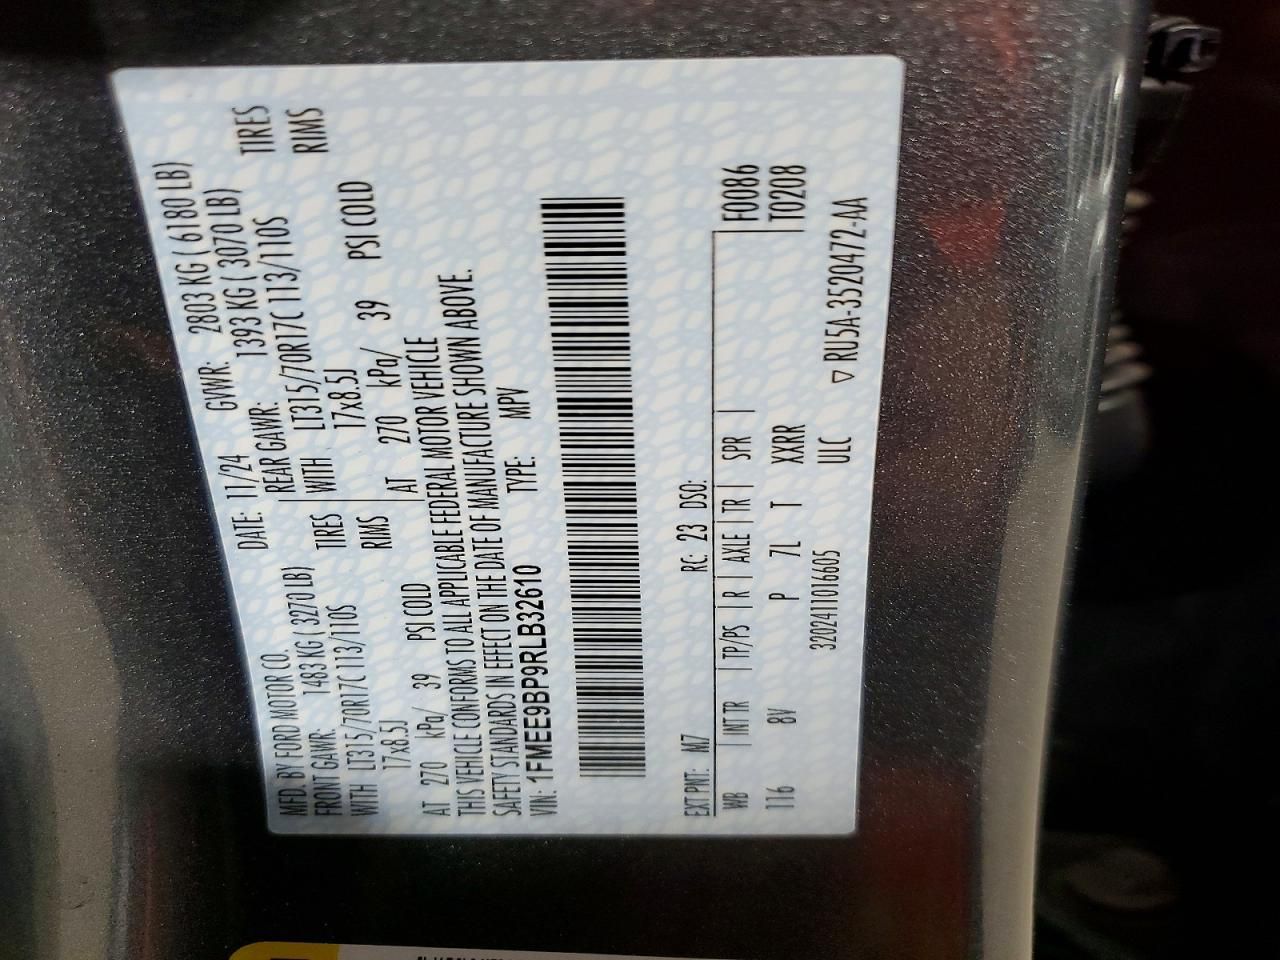 MFD. BY FORD MOTOR CO. DATE: 11/24 GVWR: 2803 KG ( 6180 LB)
FRONT GAWR: 1483 KG ( 3270 LB) REAR GAWR: 1393 KG ( 3070 LB)
WITH LT315/70R17C 113/110S TIRES WITH LT315/70R17C 113/110S TIRES
17x8.5J RIMS 17x8.5J RIMS
AT 270 kPa/ 39 PSI COLD AT 270 kPa/ 39 PSI COLD
THIS VEHICLE CONFORMS TO ALL APPLICABLE FEDERAL MOTOR VEHICLE
SAFETY STANDARDS IN EFFECT ON THE DATE OF MANUFACTURE SHOWN ABOVE.
VIN: 1FMEE9BP9RLB32610 TYPE: MPV
EXT PNT: M7 RC: 23 DSO:
WB | INT TR | TP/PS | R | AXLE | TR | SPR | F0086
116 8V P 7L T XXRR T0208
3202411016605 ULC
▽ RU5A-3520472-AA